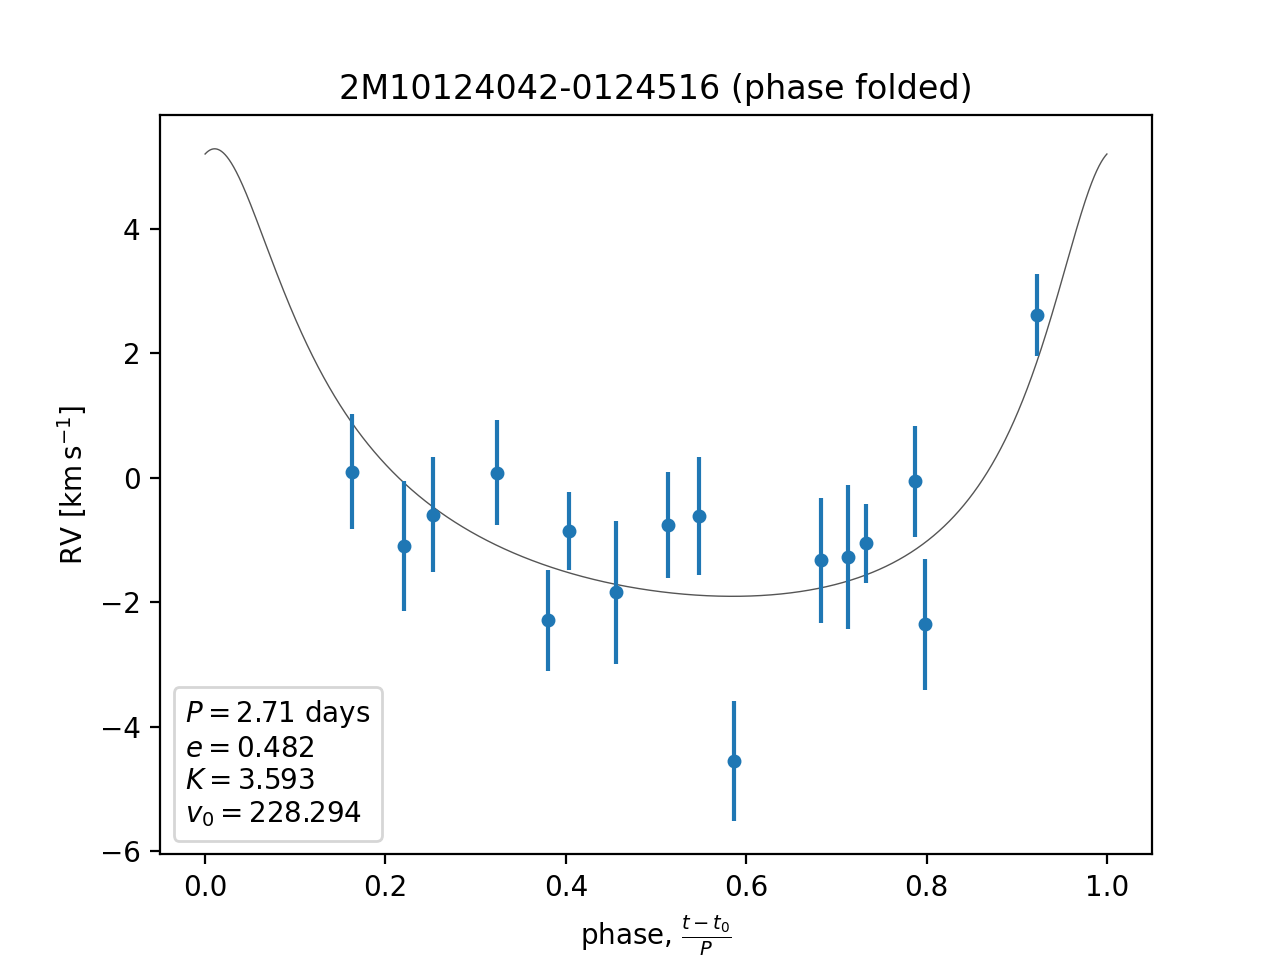 2M10124042-0124516 (phase folded)
RV [km s⁻¹]
4
2
0
−2
−4
−6
P = 2.71 days
e = 0.482
K = 3.593
v₀ = 228.294
0.0 0.2 0.4 0.6 0.8 1.0
phase, (t − t₀)/P